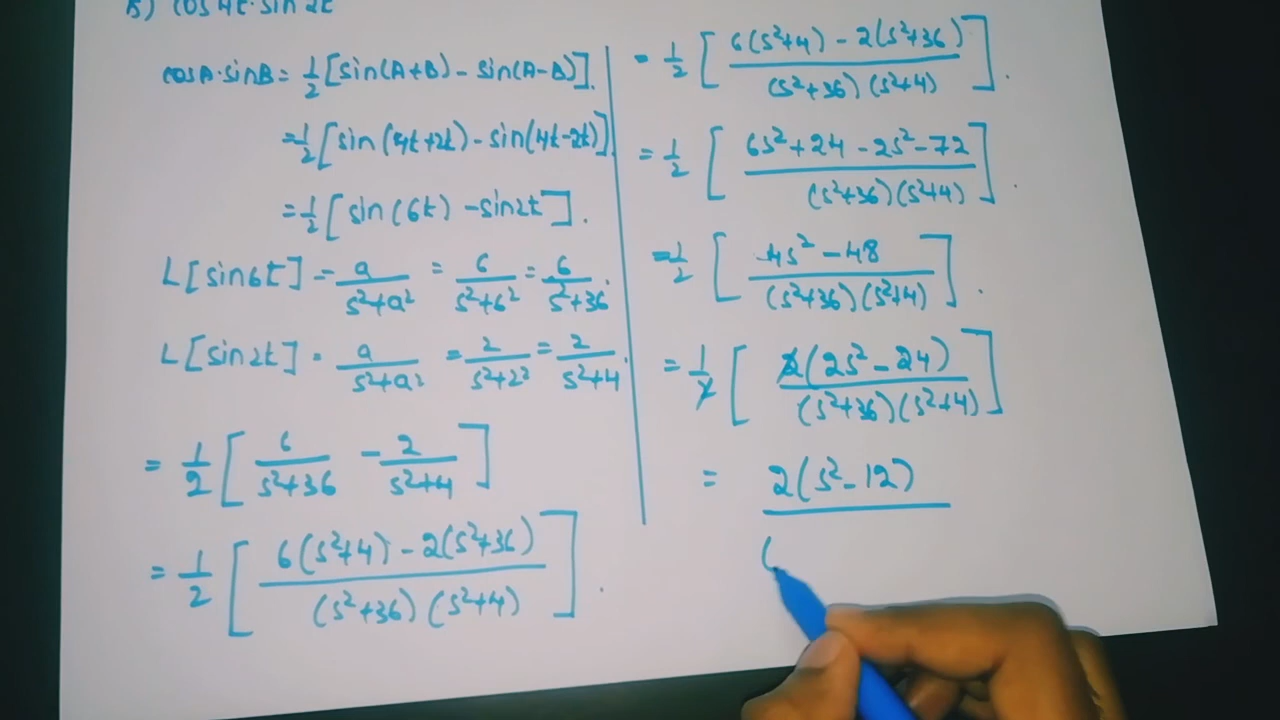 B) cos 4t · sin 2t
cosA·sinB = 1/2 [sin(A+B) - sin(A-B)].
= 1/2 [sin(4t+2t) - sin(4t-2t)]
= 1/2 [sin(6t) - sin2t].
L[sin6t] = a/(s²+a²) = 6/(s²+6²) = 6/(s²+36).
L[sin2t] = a/(s²+a²) = 2/(s²+2²) = 2/(s²+4).
= 1/2 [6/(s²+36) - 2/(s²+4)]
= 1/2 [(6(s²+4) - 2(s²+36))/((s²+36)(s²+4))].
= 1/2 [(6(s²+4) - 2(s²+36))/((s²+36)(s²+4))].
= 1/2 [(6s²+24-2s²-72)/((s²+36)(s²+4))].
= 1/2 [(4s²-48)/((s²+36)(s²+4))].
= 1/2 [2(2s²-24)/((s²+36)(s²+4))]
= 2(s²-12)
(